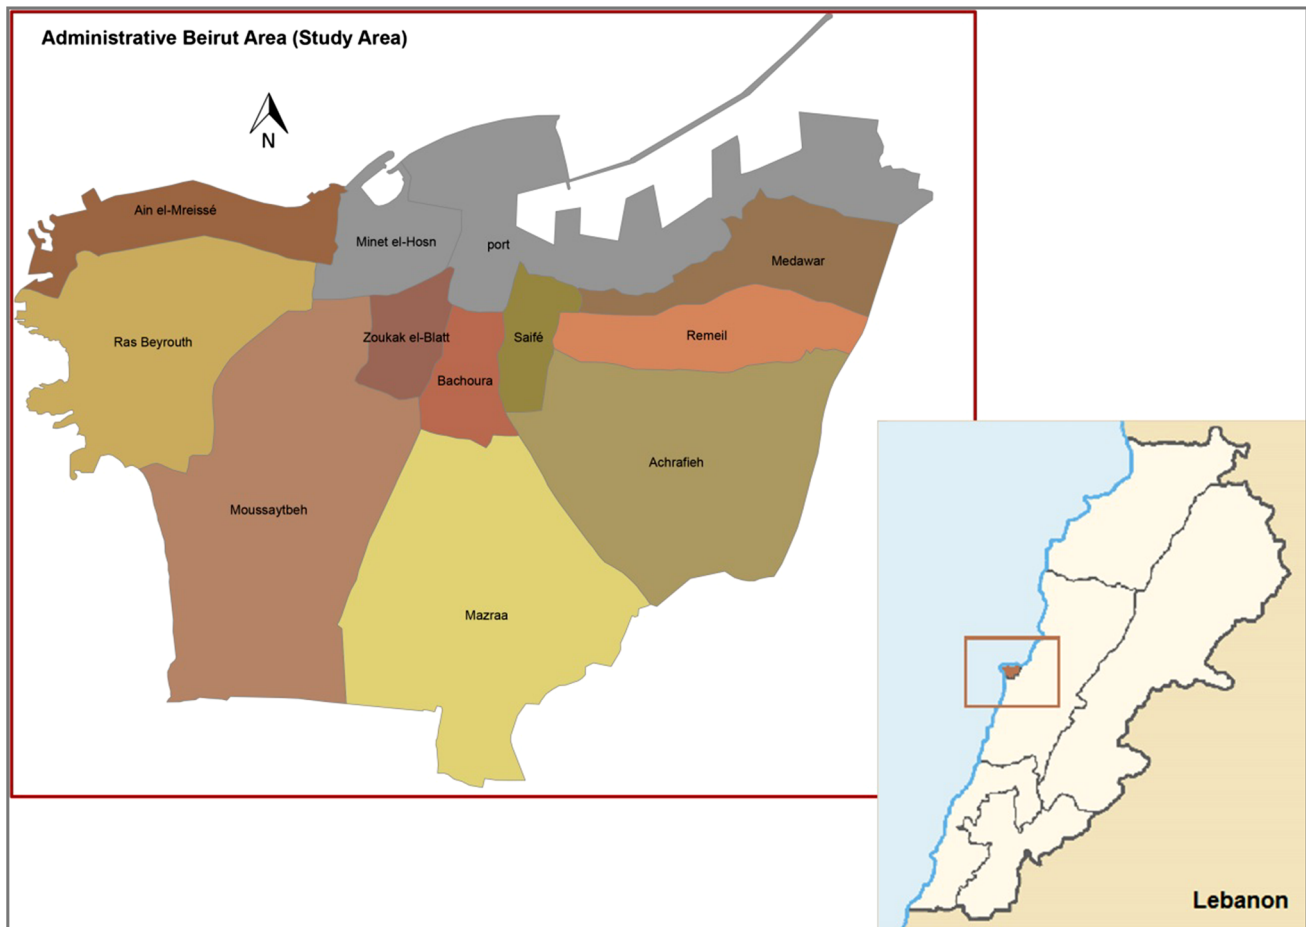 Administrative Beirut Area (Study Area)
N
Ain el-Mreissé
Minet el-Hosn
port
Medawar
Ras Beyrouth
Zoukak el-Blatt
Saifé
Remeil
Bachoura
Achrafieh
Moussaytbeh
Mazraa
Lebanon